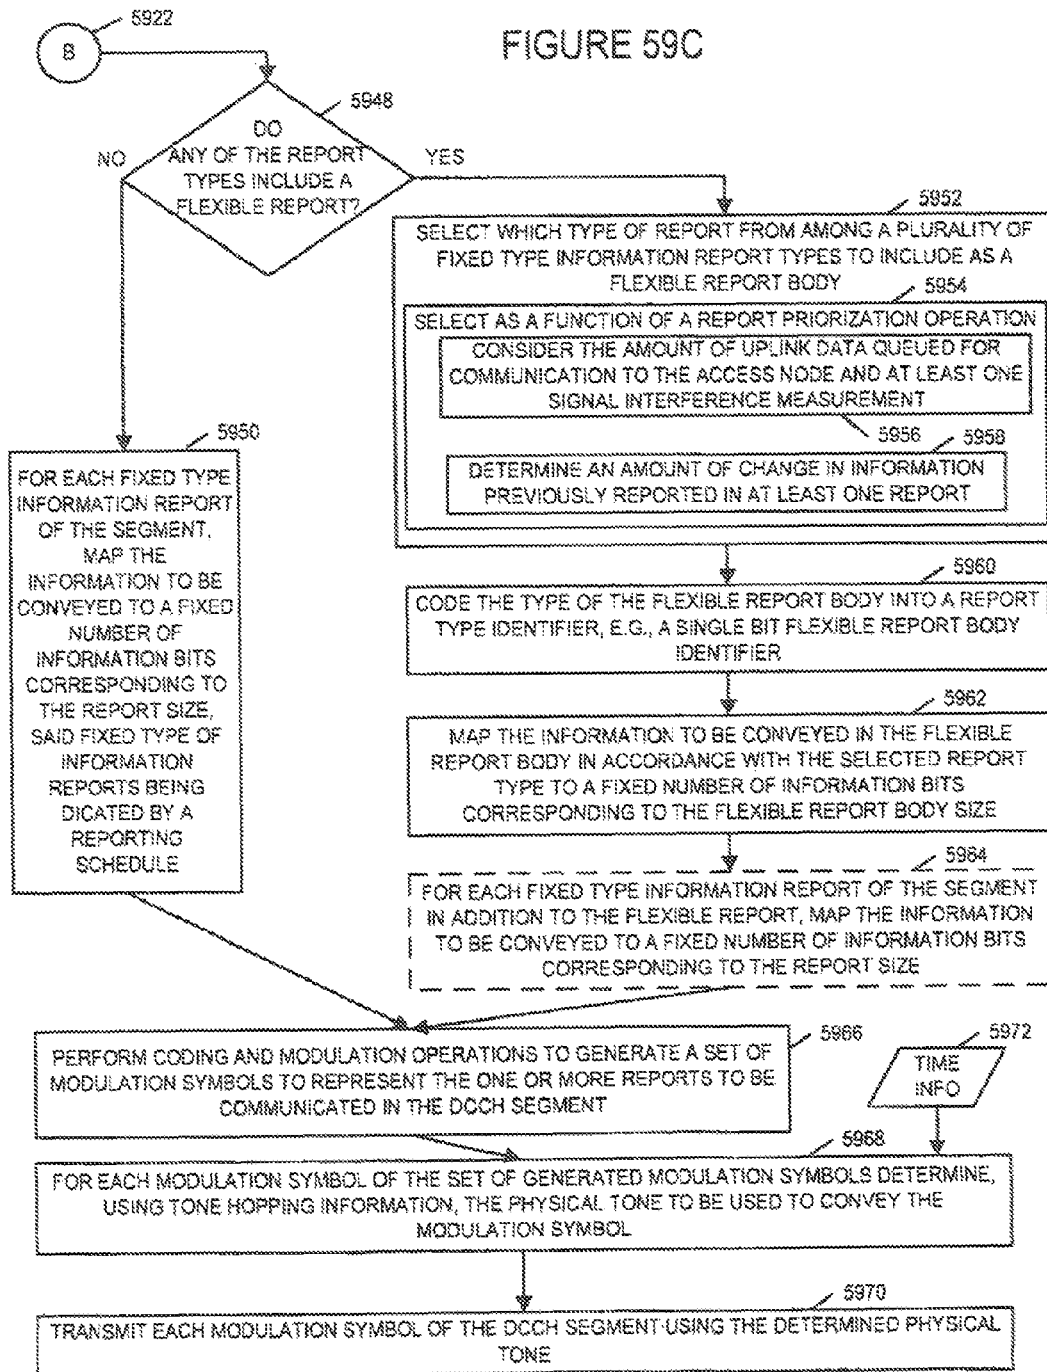 5922
B
FIGURE 59C
5948
DO
ANY OF THE REPORT
TYPES INCLUDE A
FLEXIBLE REPORT?
NO
YES
5952
SELECT WHICH TYPE OF REPORT FROM AMONG A PLURALITY OF
FIXED TYPE INFORMATION REPORT TYPES TO INCLUDE AS A
FLEXIBLE REPORT BODY
5954
SELECT AS A FUNCTION OF A REPORT PRIORIZATION OPERATION
CONSIDER THE AMOUNT OF UPLINK DATA QUEUED FOR
COMMUNICATION TO THE ACCESS NODE AND AT LEAST ONE
SIGNAL INTERFERENCE MEASUREMENT
5956
5958
DETERMINE AN AMOUNT OF CHANGE IN INFORMATION
PREVIOUSLY REPORTED IN AT LEAST ONE REPORT
5950
FOR EACH FIXED TYPE
INFORMATION REPORT
OF THE SEGMENT,
MAP THE
INFORMATION TO BE
CONVEYED TO A FIXED
NUMBER OF
INFORMATION BITS
CORRESPONDING TO
THE REPORT SIZE,
SAID FIXED TYPE OF
INFORMATION
REPORTS BEING
DICATED BY A
REPORTING
SCHEDULE
5960
CODE THE TYPE OF THE FLEXIBLE REPORT BODY INTO A REPORT
TYPE IDENTIFIER, E.G., A SINGLE BIT FLEXIBLE REPORT BODY
IDENTIFIER
5962
MAP THE INFORMATION TO BE CONVEYED IN THE FLEXIBLE
REPORT BODY IN ACCORDANCE WITH THE SELECTED REPORT
TYPE TO A FIXED NUMBER OF INFORMATION BITS
CORRESPONDING TO THE FLEXIBLE REPORT BODY SIZE
5964
FOR EACH FIXED TYPE INFORMATION REPORT OF THE SEGMENT
IN ADDITION TO THE FLEXIBLE REPORT, MAP THE INFORMATION
TO BE CONVEYED TO A FIXED NUMBER OF INFORMATION BITS
CORRESPONDING TO THE REPORT SIZE
5966
PERFORM CODING AND MODULATION OPERATIONS TO GENERATE A SET OF
MODULATION SYMBOLS TO REPRESENT THE ONE OR MORE REPORTS TO BE
COMMUNICATED IN THE DCCH SEGMENT
5972
TIME
INFO
5968
FOR EACH MODULATION SYMBOL OF THE SET OF GENERATED MODULATION SYMBOLS DETERMINE,
USING TONE HOPPING INFORMATION, THE PHYSICAL TONE TO BE USED TO CONVEY THE
MODULATION SYMBOL
5970
TRANSMIT EACH MODULATION SYMBOL OF THE DCCH SEGMENT USING THE DETERMINED PHYSICAL
TONE